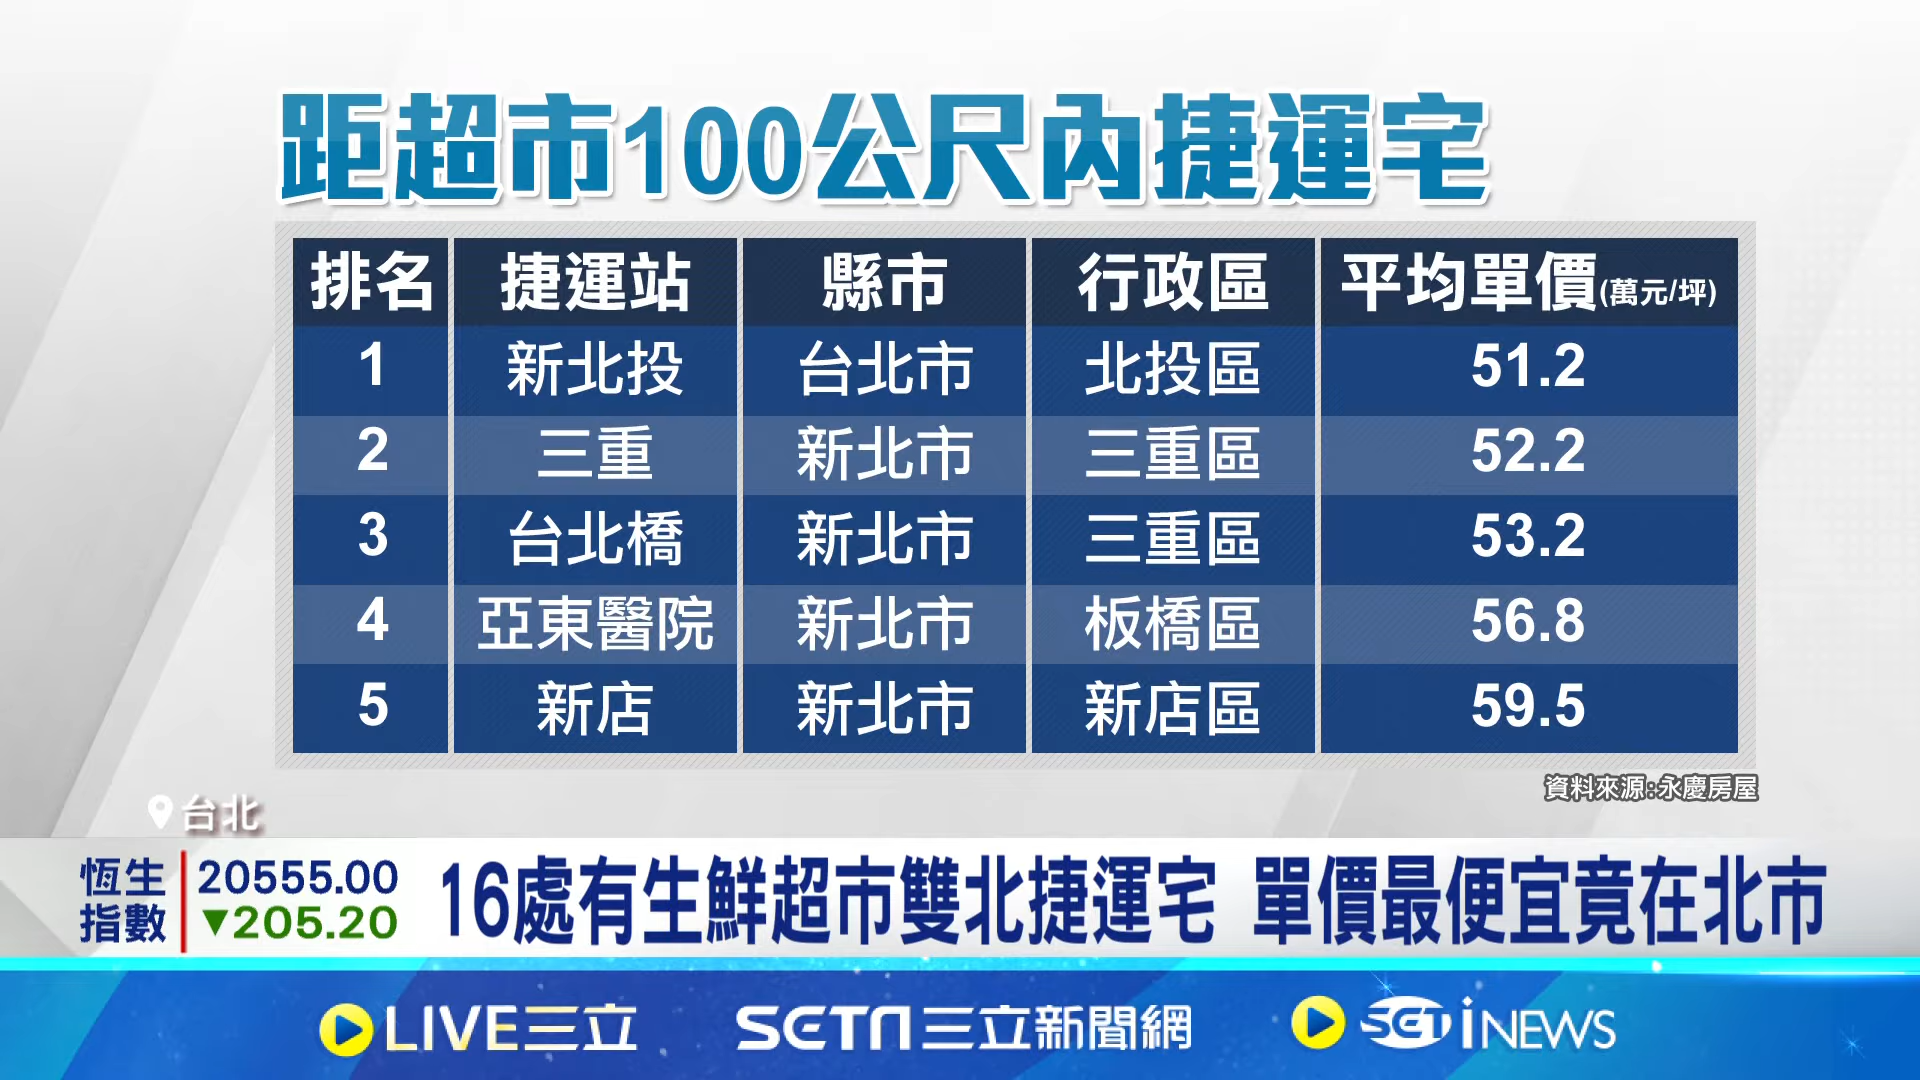 距超市100公尺內捷運宅
排名 捷運站 縣市 行政區 平均單價(萬元/坪)
1 新北投 台北市 北投區 51.2
2 三重 新北市 三重區 52.2
3 台北橋 新北市 三重區 53.2
4 亞東醫院 新北市 板橋區 56.8
5 新店 新北市 新店區 59.5
資料來源:永慶房屋
台北
恆生指數 20555.00 ▼205.20
16處有生鮮超市雙北捷運宅 單價最便宜竟在北市
LIVE三立 SETN三立新聞網 SET iNEWS